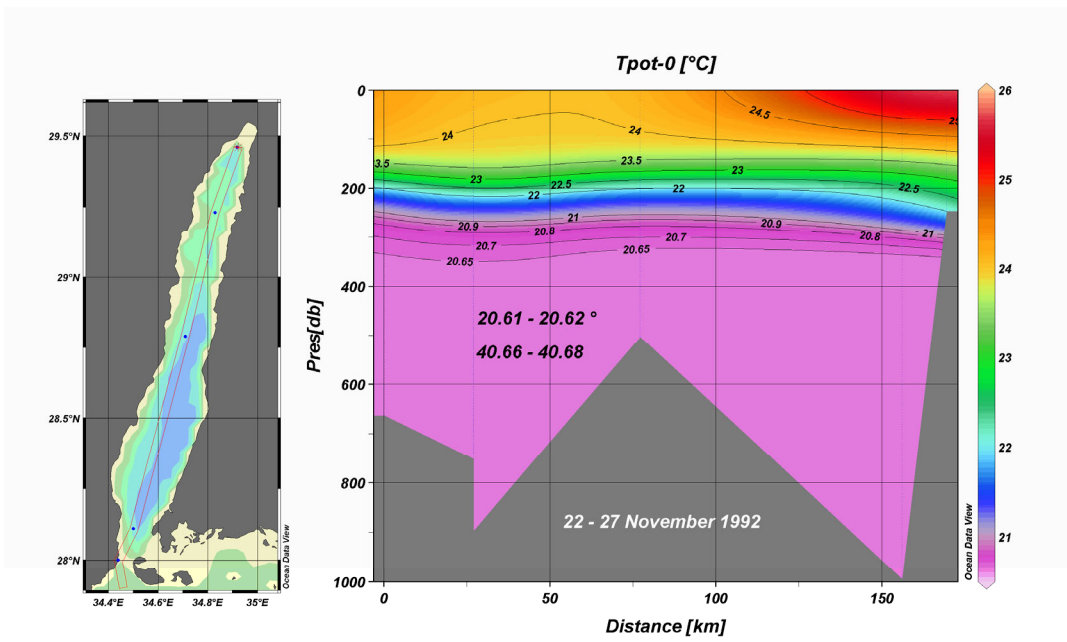 Tpot-0 [°C]
29.5°N
29°N
28.5°N
28°N
34.4°E
34.6°E
34.8°E
35°E
Ocean Data View
Pres[db]
0
200
400
600
800
1000
24
24
24.5
25
3.5
23.5
23
23
22.5
22.5
22
22
21
21
20.9
20.9
20.8
20.8
20.7
20.7
20.65
20.65
20.61 - 20.62 °
40.66 - 40.68
22 - 27 November 1992
0
50
100
150
Distance [km]
Ocean Data View
26
25
24
23
22
21